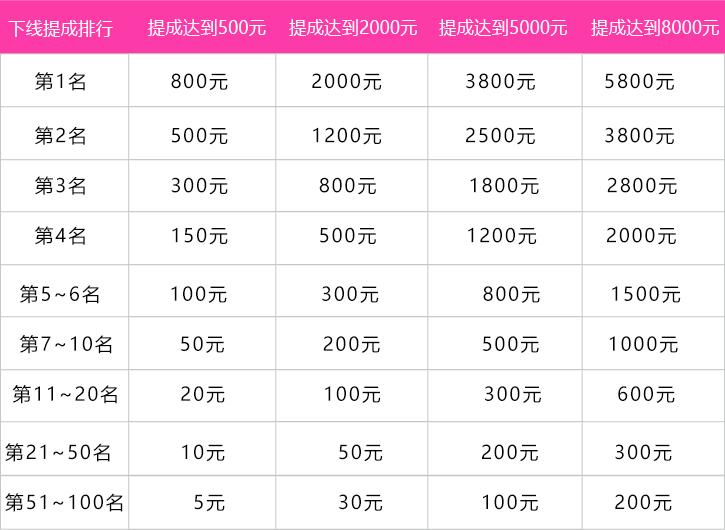 下线提成排行 提成达到500元 提成达到2000元 提成达到5000元 提成达到8000元
第1名 800元 2000元 3800元 5800元
第2名 500元 1200元 2500元 3800元
第3名 300元 800元 1800元 2800元
第4名 150元 500元 1200元 2000元
第5~6名 100元 300元 800元 1500元
第7~10名 50元 200元 500元 1000元
第11~20名 20元 100元 300元 600元
第21~50名 10元 50元 200元 300元
第51~100名 5元 30元 100元 200元